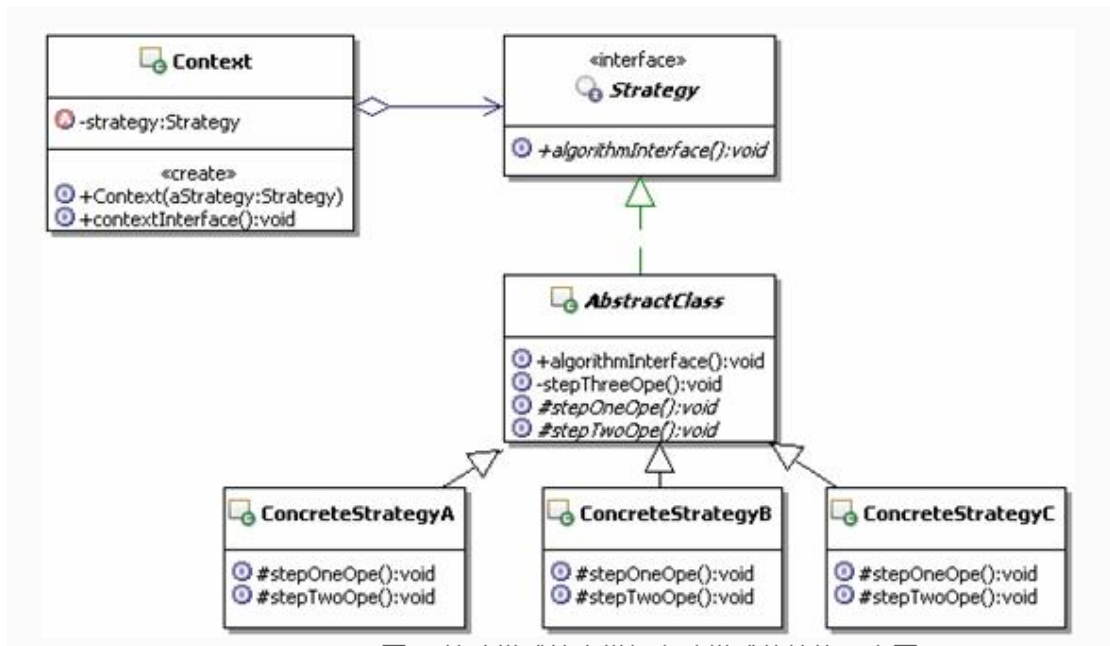 Context
-strategy:Strategy
«create»
+Context(aStrategy:Strategy)
+contextInterface():void
«interface»
Strategy
+algorithmInterface():void
AbstractClass
+algorithmInterface():void
-stepThreeOpe():void
#stepOneOpe():void
#stepTwoOpe():void
ConcreteStrategyA
#stepOneOpe():void
#stepTwoOpe():void
ConcreteStrategyB
#stepOneOpe():void
#stepTwoOpe():void
ConcreteStrategyC
#stepOneOpe():void
#stepTwoOpe():void